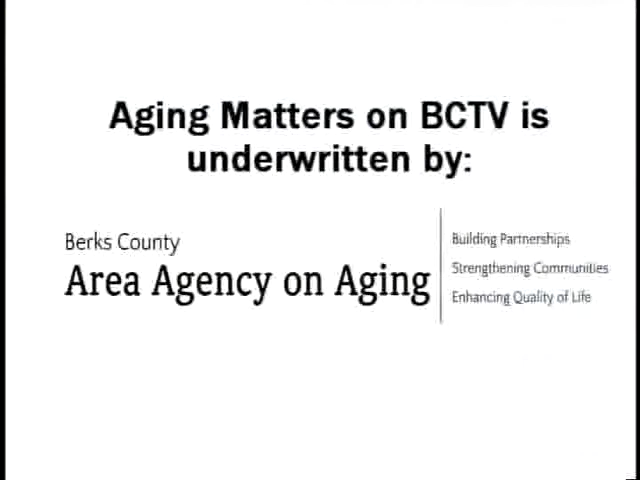 Aging Matters on BCTV is
underwritten by:
Berks County
Area Agency on Aging
Building Partnerships
Strengthening Communities
Enhancing Quality of Life